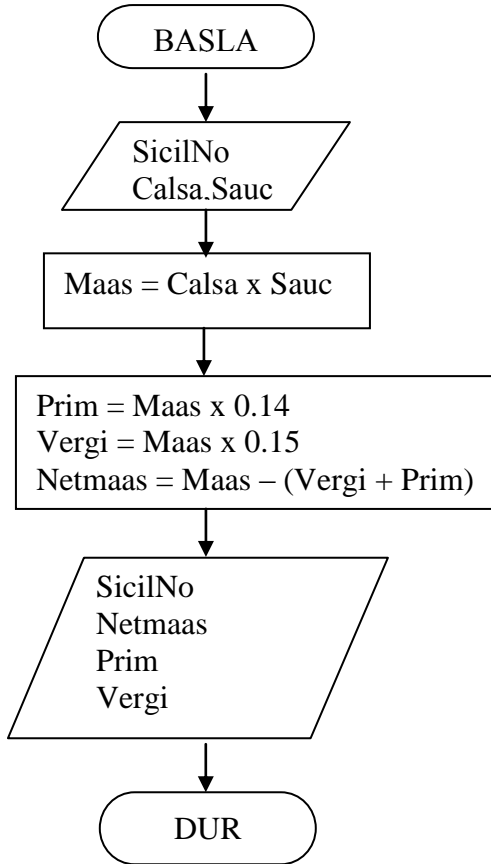 BASLA
SicilNo
Calsa,Sauc
Maas = Calsa x Sauc
Prim = Maas x 0.14
Vergi = Maas x 0.15
Netmaas = Maas – (Vergi + Prim)
SicilNo
Netmaas
Prim
Vergi
DUR